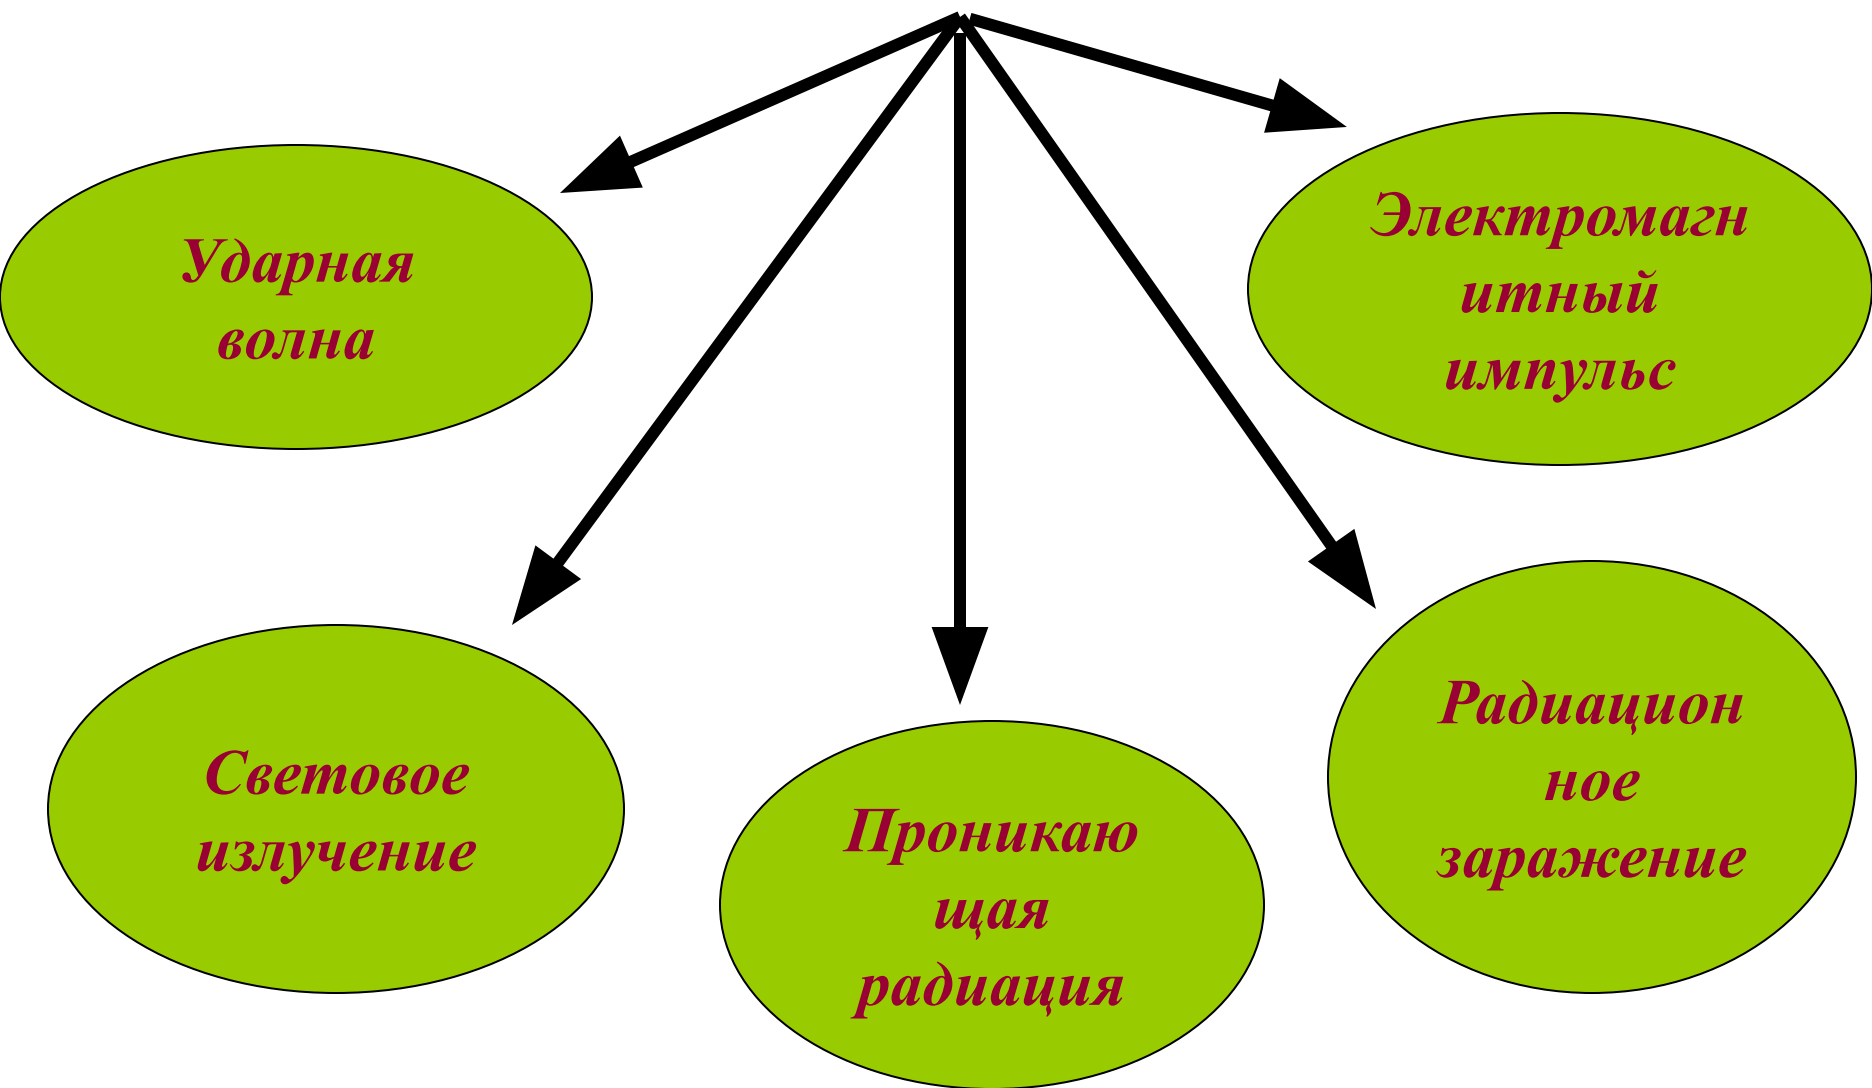 Ударная
волна
Электромагн
итный
импульс
Световое
излучение
Проникаю
щая
радиация
Радиацион
ное
заражение